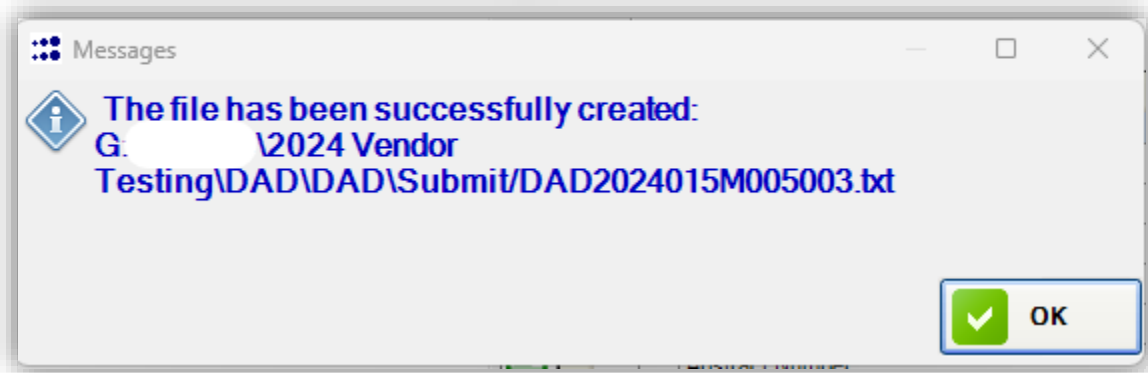 Messages
The file has been successfully created:
G: \2024 Vendor
Testing\DAD\DAD\Submit/DAD2024015M005003.txt
OK